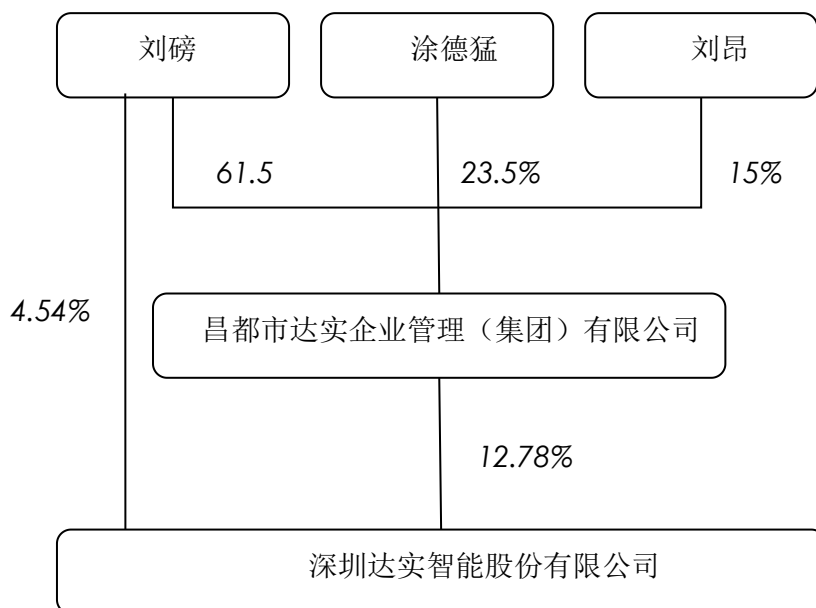 刘磅
涂德猛
刘昂
61.5
23.5%
15%
4.54%
昌都市达实企业管理（集团）有限公司
12.78%
深圳达实智能股份有限公司